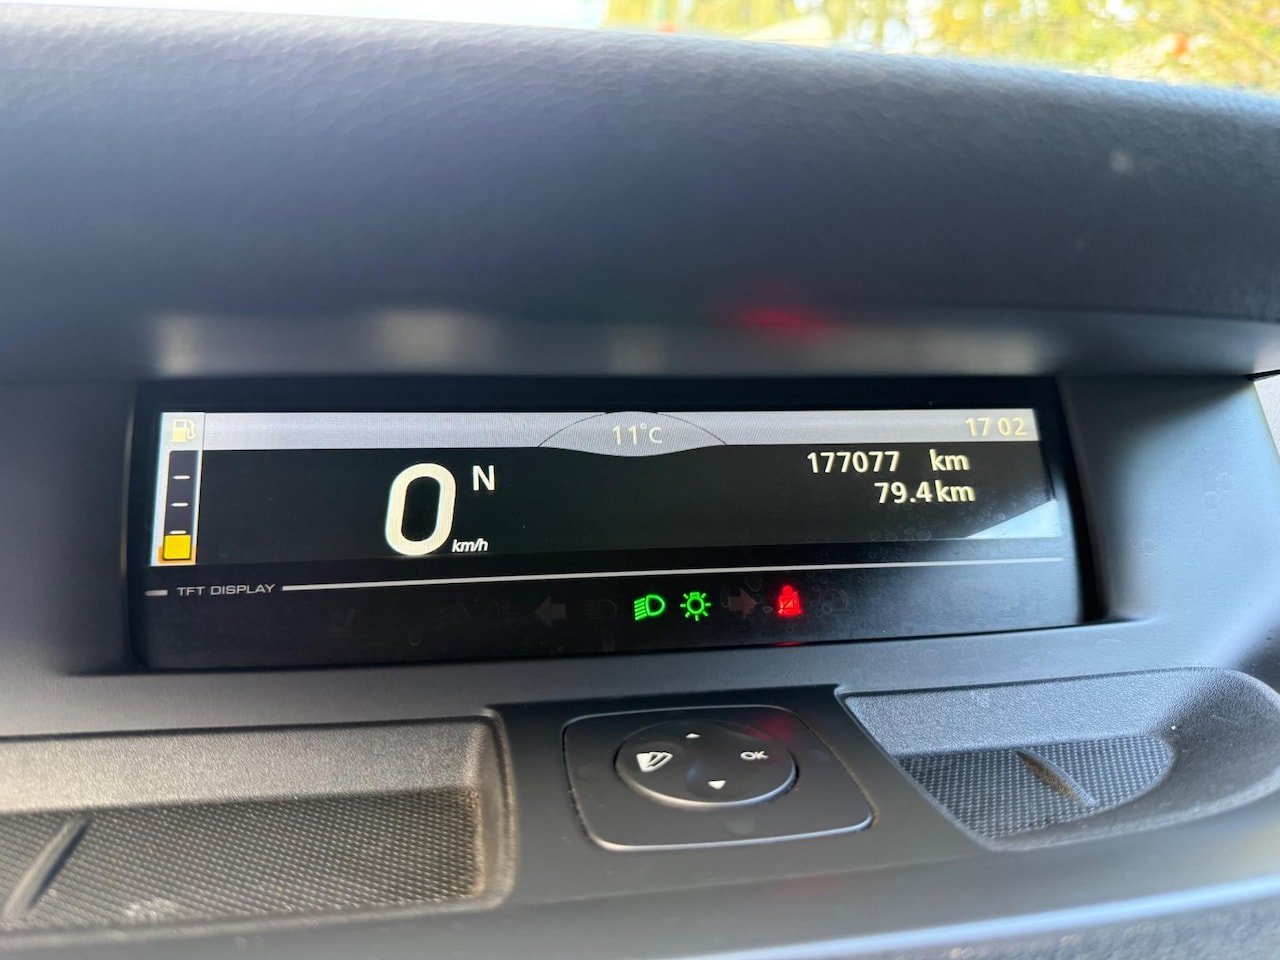 11°C
17 02
0 N
km/h
177077 km
79.4km
TFT DISPLAY
OK